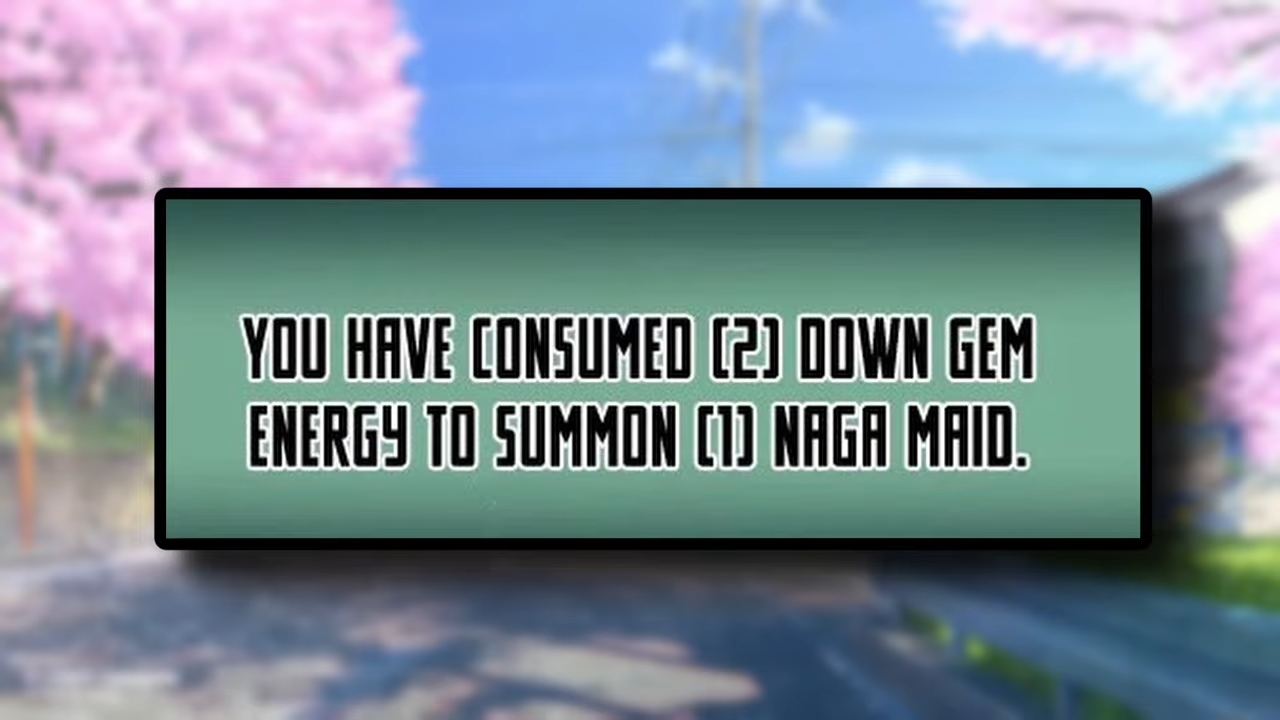 YOU HAVE CONSUMED (2) DOWN GEM
ENERGY TO SUMMON (1) NAGA MAID.